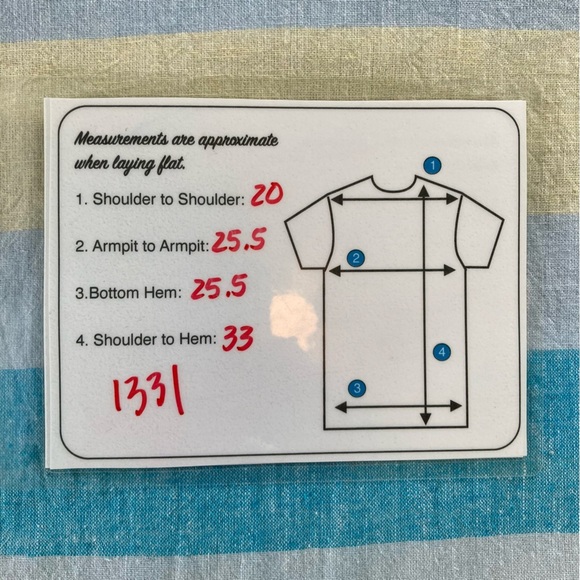 Measurements are approximate
when laying flat.
1. Shoulder to Shoulder: 20
2. Armpit to Armpit: 25.5
3.Bottom Hem: 25.5
4. Shoulder to Hem: 33
1331
1
2
4
3